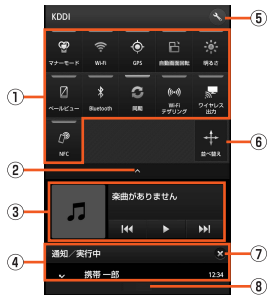 KDDI
⑤
マナーモード Wi-Fi GPS 自動画面回転 明るさ
①
ベールビュー Bluetooth 同期 Wi-Fi テザリング ワイヤレス出力
NFC
並べ替え
⑥
②
楽曲がありません
③
通知／実行中
⑦
④
携帯 一郎 12:34
⑧